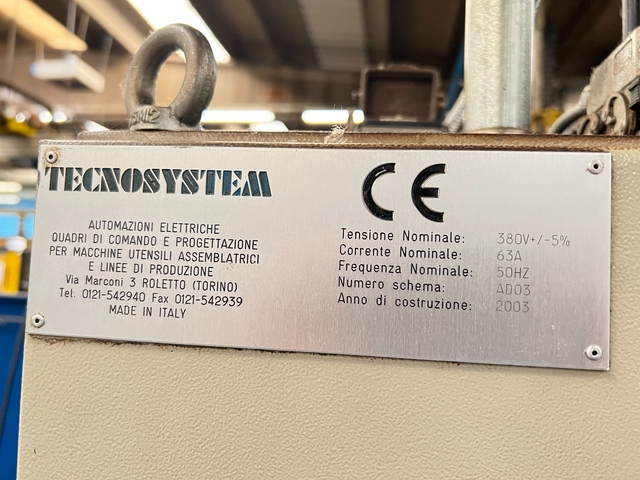 TECNOSYSTEM
AUTOMAZIONI ELETTRICHE
QUADRI DI COMANDO E PROGETTAZIONE
PER MACCHINE UTENSILI ASSEMBLATRICI
E LINEE DI PRODUZIONE
Via Marconi 3 ROLETTO (TORINO)
Tel: 0121-542940 Fax 0121-542939
MADE IN ITALY
CE
Tensione Nominale: 380V+/-5%
Corrente Nominale: 63A
Frequenza Nominale: 50HZ
Numero schema: AD03
Anno di costruzione: 2003